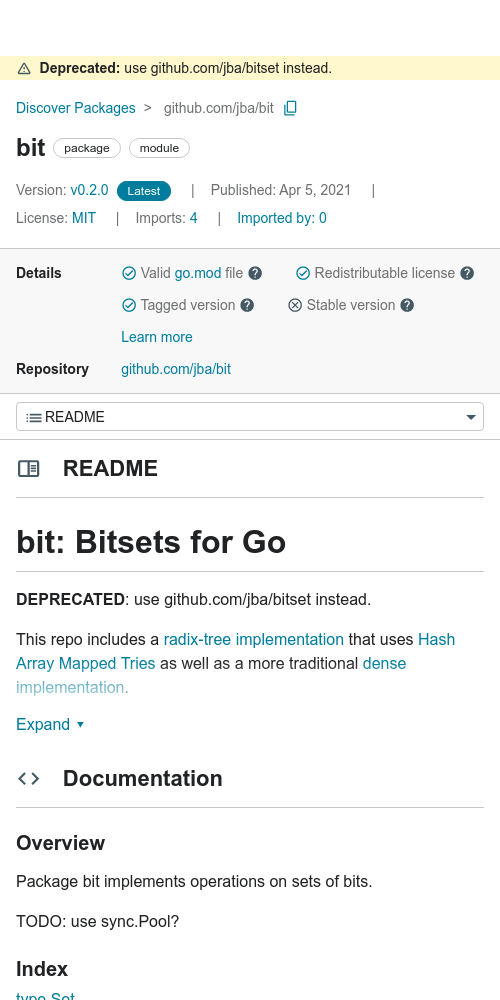 Deprecated: use github.com/jba/bitset instead.
Discover Packages > github.com/jba/bit
bit package module
Version: v0.2.0 Latest | Published: Apr 5, 2021 |
License: MIT | Imports: 4 | Imported by: 0
Details Valid go.mod file ? Redistributable license ?
Tagged version ? Stable version ?
Learn more
Repository github.com/jba/bit
README
README
bit: Bitsets for Go
DEPRECATED: use github.com/jba/bitset instead.
This repo includes a radix-tree implementation that uses Hash
Array Mapped Tries as well as a more traditional dense
implementation.
Expand
Documentation
Overview
Package bit implements operations on sets of bits.
TODO: use sync.Pool?
Index
type Set